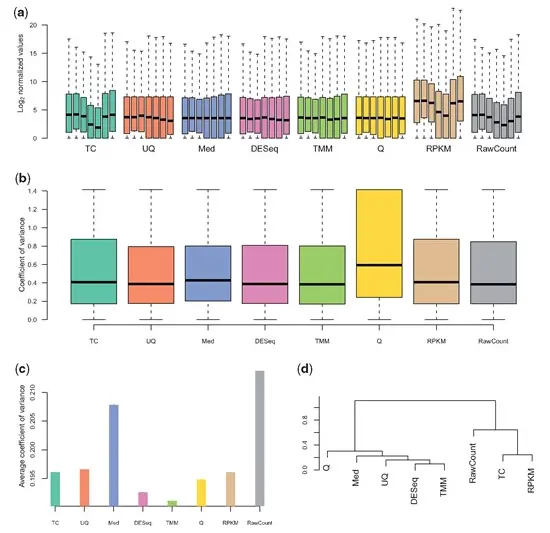 (a)
Log2 normalized values
20
15
10
5
0
TC UQ Med DESeq TMM Q RPKM RawCount
(b)
Coefficient of variance
1.4
1.2
1.0
0.8
0.6
0.4
0.2
0.0
TC UQ Med DESeq TMM Q RPKM RawCount
(c)
Average coefficient of variance
0.210
0.205
0.200
0.195
TC UQ Med DESeq TMM Q RPKM RawCount
(d)
0.8
0.4
0.0
Q
Med
UQ
DESeq
TMM
RawCount
TC
RPKM